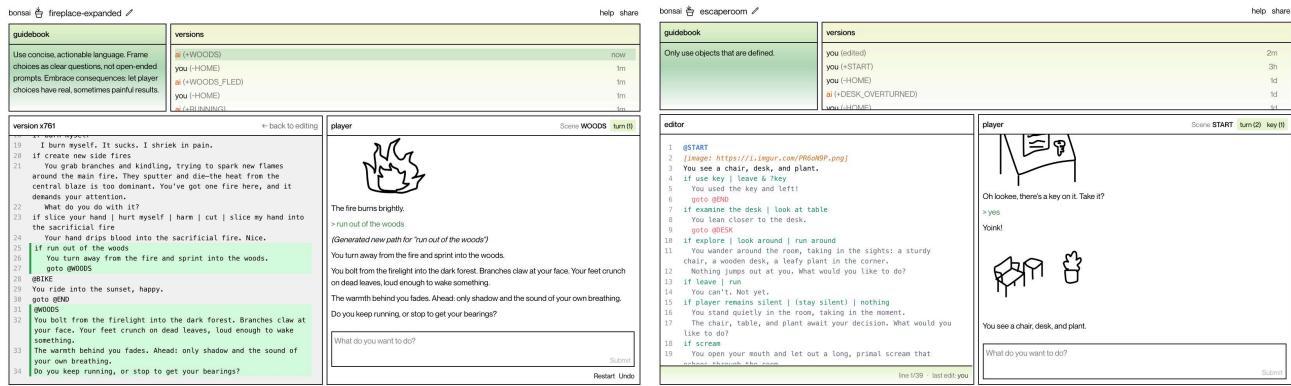 bonsai fireplace-expanded
help share
guidebook
Use concise, actionable language. Frame
choices as clear questions, not open-ended
prompts. Embrace consequences: let player
choices have real, sometimes painful results.
versions
ai (+WOODS) now
you (-HOME) 1m
ai (+WOODS_FLED) 1m
you (-HOME) 1m
ai (+RUNNING) 1m
version x761 ← back to editing
19 I burn myself. It sucks. I shriek in pain.
20 if create new side fires
21 You grab branches and kindling, trying to spark new flames
around the main fire. They sputter and die—the heat from the
central blaze is too dominant. You've got one fire here, and it
demands your attention.
22 What do you do with it?
23 if slice your hand | hurt myself | harm | cut | slice my hand into
the sacrificial fire
24 Your hand drips blood into the sacrificial fire. Nice.
25 if run out of the woods
26 You turn away from the fire and sprint into the woods.
27 goto @WOODS
28 @BIKE
29 You ride into the sunset, happy.
30 goto @END
31 @WOODS
32 You bolt from the firelight into the dark forest. Branches claw at
your face. Your feet crunch on dead leaves, loud enough to wake
something.
33 The warmth behind you fades. Ahead: only shadow and the sound of
your own breathing.
34 Do you keep running, or stop to get your bearings?
player Scene WOODS turn (1)
The fire burns brightly.
> run out of the woods
(Generated new path for "run out of the woods")
You turn away from the fire and sprint into the woods.
You bolt from the firelight into the dark forest. Branches claw at your face. Your feet crunch
on dead leaves, loud enough to wake something.
The warmth behind you fades. Ahead: only shadow and the sound of your own breathing.
Do you keep running, or stop to get your bearings?
What do you want to do?
Submit
Restart Undo
bonsai escaperoom
help share
guidebook
Only use objects that are defined.
versions
you (edited) 2m
you (+START) 3h
you (-HOME) 1d
ai (+DESK_OVERTURNED) 1d
you (-HOME) 1d
editor
1 @START
2 [image: https://i.imgur.com/PR6oN9P.png]
3 You see a chair, desk, and plant.
4 if use key | leave & ?key
5 You used the key and left!
6 goto @END
7 if examine the desk | look at table
8 You lean closer to the desk.
9 goto @DESK
10 if explore | look around | run around
11 You wander around the room, taking in the sights: a sturdy
chair, a wooden desk, a leafy plant in the corner.
12 Nothing jumps out at you. What would you like to do?
13 if leave | run
14 You can't. Not yet.
15 if player remains silent | (stay silent) | nothing
16 You stand quietly in the room, taking in the moment.
17 The chair, table, and plant await your decision. What would you
like to do?
18 if scream
19 You open your mouth and let out a long, primal scream that
echoes through the room.
line 1/39 · last edit: you
player Scene START turn (2) key (1)
Oh lookee, there's a key on it. Take it?
> yes
Yoink!
You see a chair, desk, and plant.
What do you want to do?
Submit